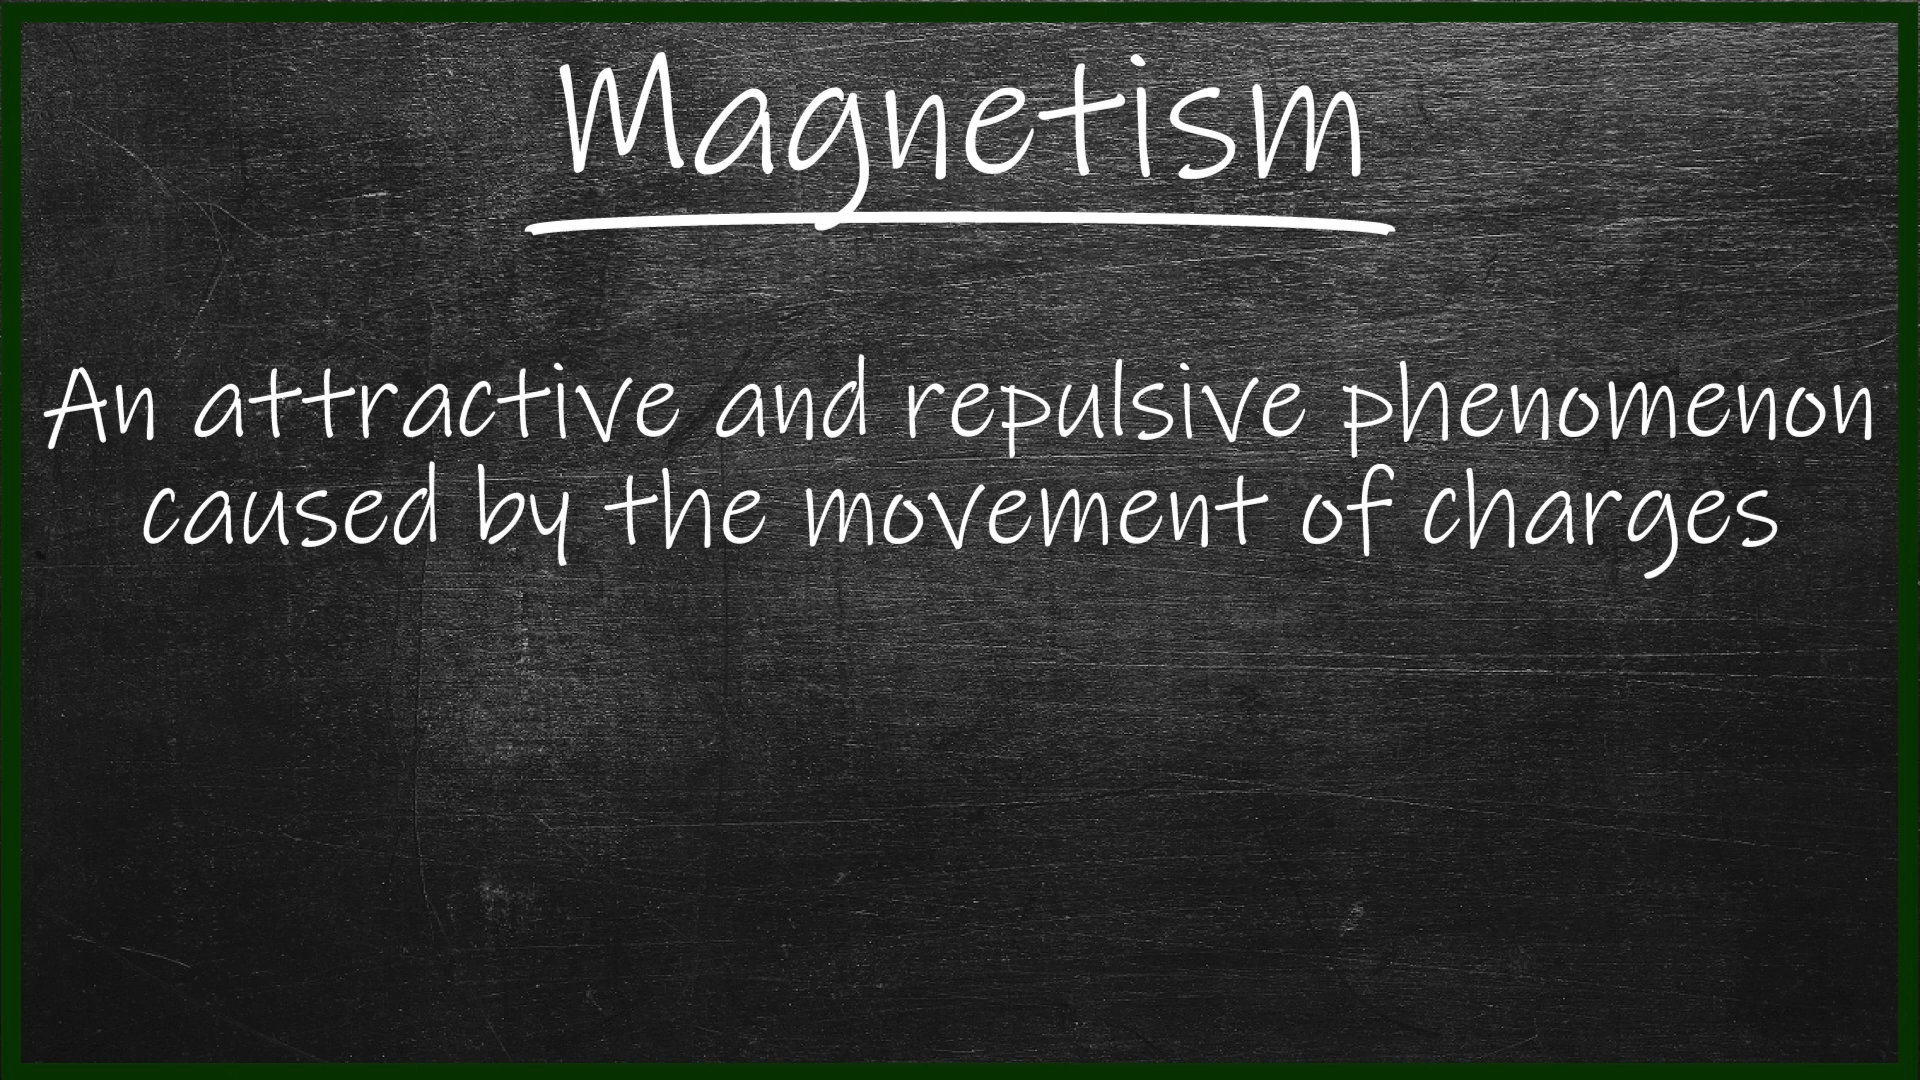 Magnetism
An attractive and repulsive phenomenon
caused by the movement of charges